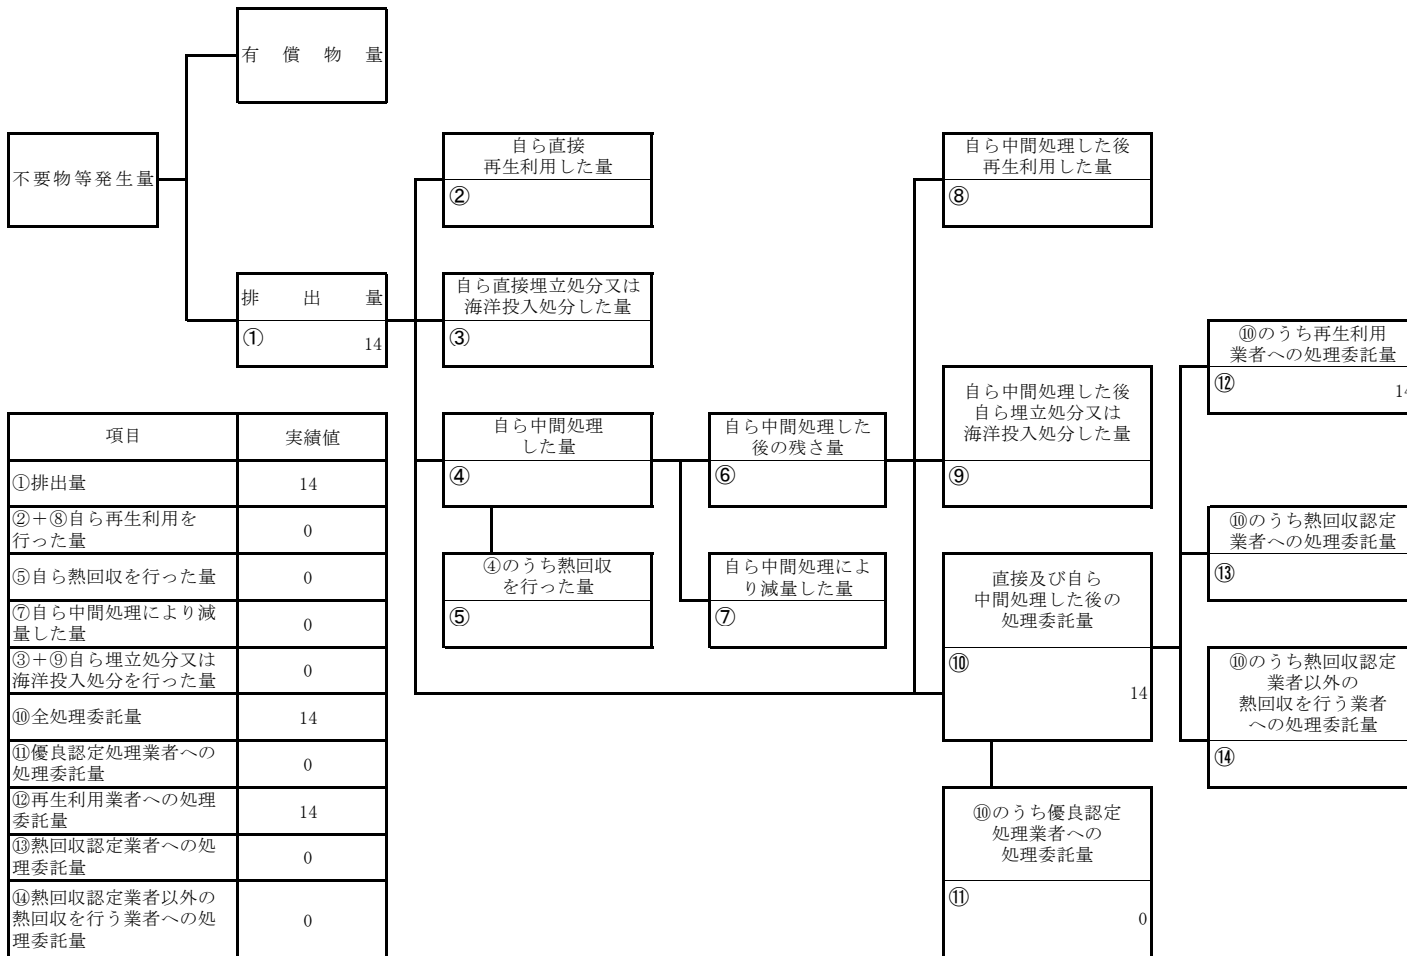 有償物量
不要物等発生量
排出量
①
14
自ら直接
再生利用した量
②
自ら直接埋立処分又は
海洋投入処分した量
③
自ら中間処理
した量
④
④のうち熱回収
を行った量
⑤
自ら中間処理した
後の残さ量
⑥
自ら中間処理によ
り減量した量
⑦
自ら中間処理した後
再生利用した量
⑧
自ら中間処理した後
自ら埋立処分又は
海洋投入処分した量
⑨
直接及び自ら
中間処理した後の
処理委託量
⑩
14
⑩のうち優良認定
処理業者への
処理委託量
⑪
0
⑩のうち再生利用
業者への処理委託量
⑫
14
⑩のうち熱回収認定
業者への処理委託量
⑬
⑩のうち熱回収認定
業者以外の
熱回収を行う業者
への処理委託量
⑭
項目 実績値
①排出量 14
②+⑧自ら再生利用を
行った量 0
⑤自ら熱回収を行った量 0
⑦自ら中間処理により減
量した量 0
③+⑨自ら埋立処分又は
海洋投入処分を行った量 0
⑩全処理委託量 14
⑪優良認定処理業者への
処理委託量 0
⑫再生利用業者への処理
委託量 14
⑬熱回収認定業者への処
理委託量 0
⑭熱回収認定業者以外の
熱回収を行う業者への処
理委託量 0